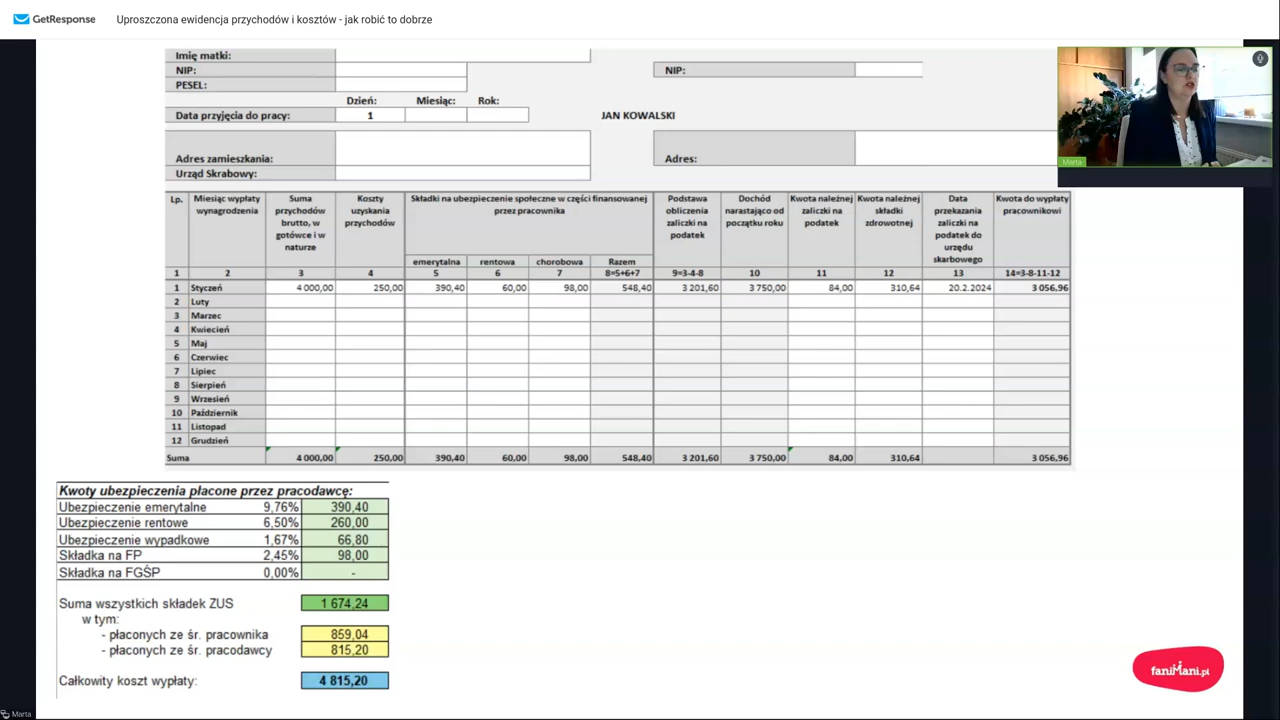 GetResponse Uproszczona ewidencja przychodów i kosztów - jak robić to dobrze
Imię matki:
NIP: NIP:
PESEL:
Dzień: Miesiąc: Rok:
Data przyjęcia do pracy: 1 JAN KOWALSKI
Adres zamieszkania: Adres:
Urząd Skrabowy:
Marta
Lp. Miesiąc wypłaty wynagrodzenia Suma przychodów brutto, w gotówce i w naturze Koszty uzyskania przychodów Składki na ubezpieczenie społeczne w części finansowanej przez pracownika Podstawa obliczenia zaliczki na podatek Dochód narastająco od początku roku Kwota należnej zaliczki na podatek Kwota należnej składki zdrowotnej Data przekazania zaliczki na podatek do urzędu skarbowego Kwota do wypłaty pracownikowi
emerytalna rentowa chorobowa Razem
1 2 3 4 5 6 7 8=5+6+7 9=3-4-8 10 11 12 13 14=3-8-11-12
1 Styczeń 4 000,00 250,00 390,40 60,00 98,00 548,40 3 201,60 3 750,00 84,00 310,64 20.2.2024 3 056,96
2 Luty
3 Marzec
4 Kwiecień
5 Maj
6 Czerwiec
7 Lipiec
8 Sierpień
9 Wrzesień
10 Październik
11 Listopad
12 Grudzień
Suma 4 000,00 250,00 390,40 60,00 98,00 548,40 3 201,60 3 750,00 84,00 310,64 3 056,96
Kwoty ubezpieczenia płacone przez pracodawcę:
Ubezpieczenie emerytalne 9,76% 390,40
Ubezpieczenie rentowe 6,50% 260,00
Ubezpieczenie wypadkowe 1,67% 66,80
Składka na FP 2,45% 98,00
Składka na FGŚP 0,00% -
Suma wszystkich składek ZUS 1 674,24
w tym:
- płaconych ze śr. pracownika 859,04
- płaconych ze śr. pracodawcy 815,20
Całkowity koszt wypłaty: 4 815,20
faniMani.pl
Marta